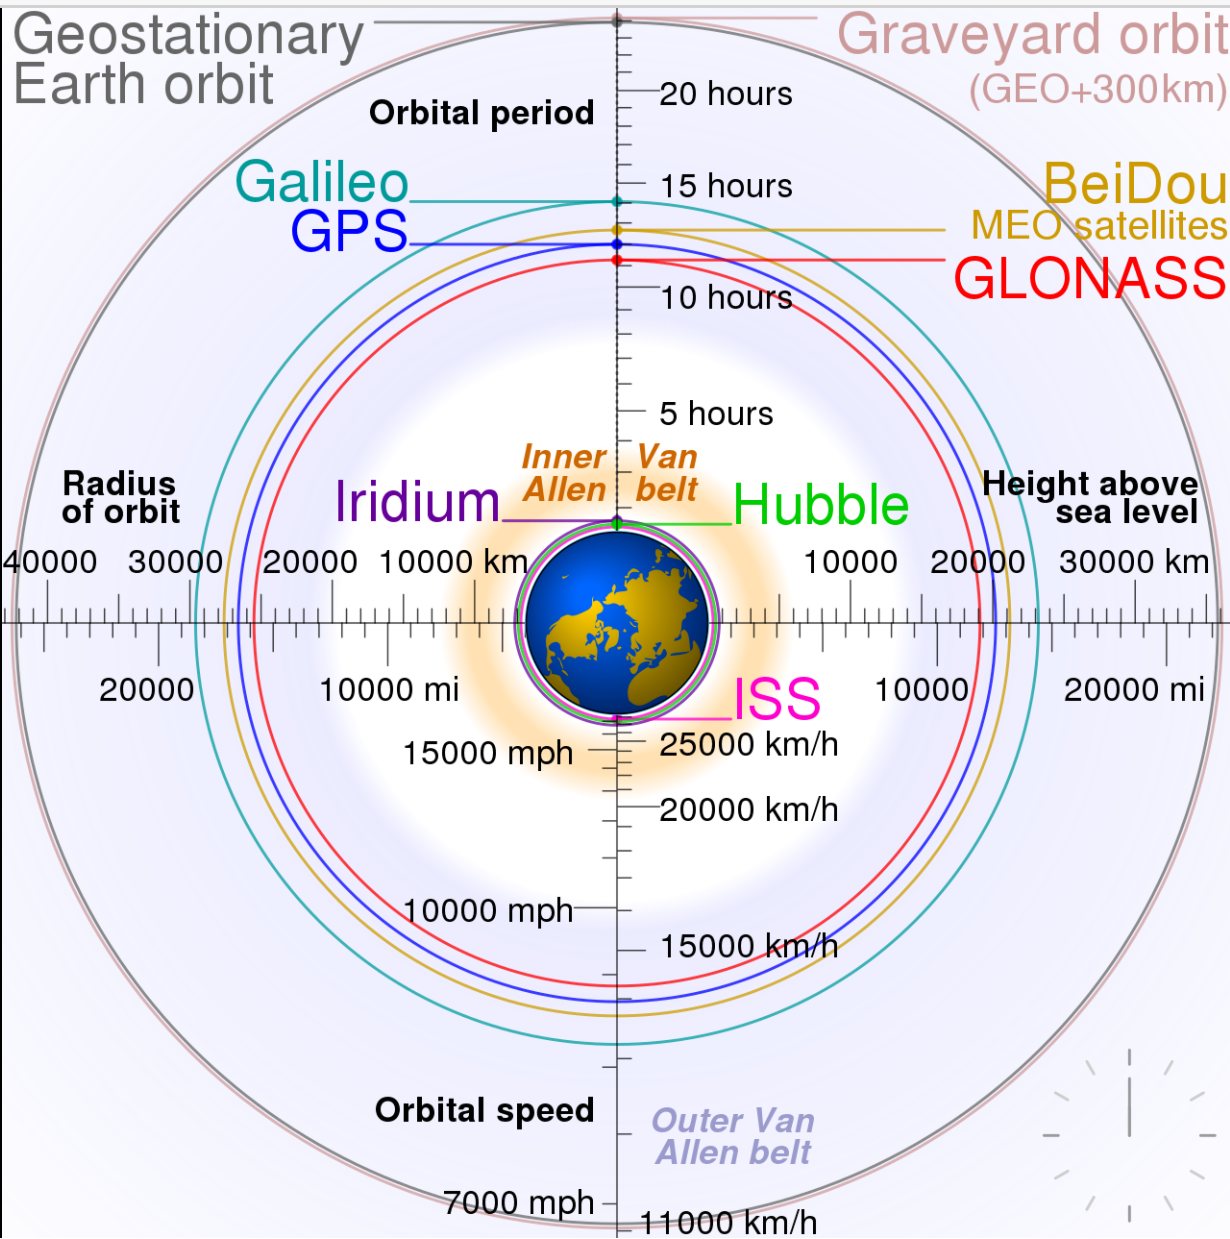 Geostationary
Earth orbit
Graveyard orbit
(GEO+300km)
Orbital period
20 hours
Galileo
GPS
15 hours
BeiDou
MEO satellites
GLONASS
10 hours
5 hours
Inner Van
Allen belt
Radius
of orbit
Iridium
Hubble
Height above
sea level
40000 30000 20000 10000 km
10000 20000 30000 km
20000 10000 mi
10000 20000 mi
ISS
15000 mph
25000 km/h
20000 km/h
10000 mph
15000 km/h
Orbital speed
Outer Van
Allen belt
7000 mph
11000 km/h